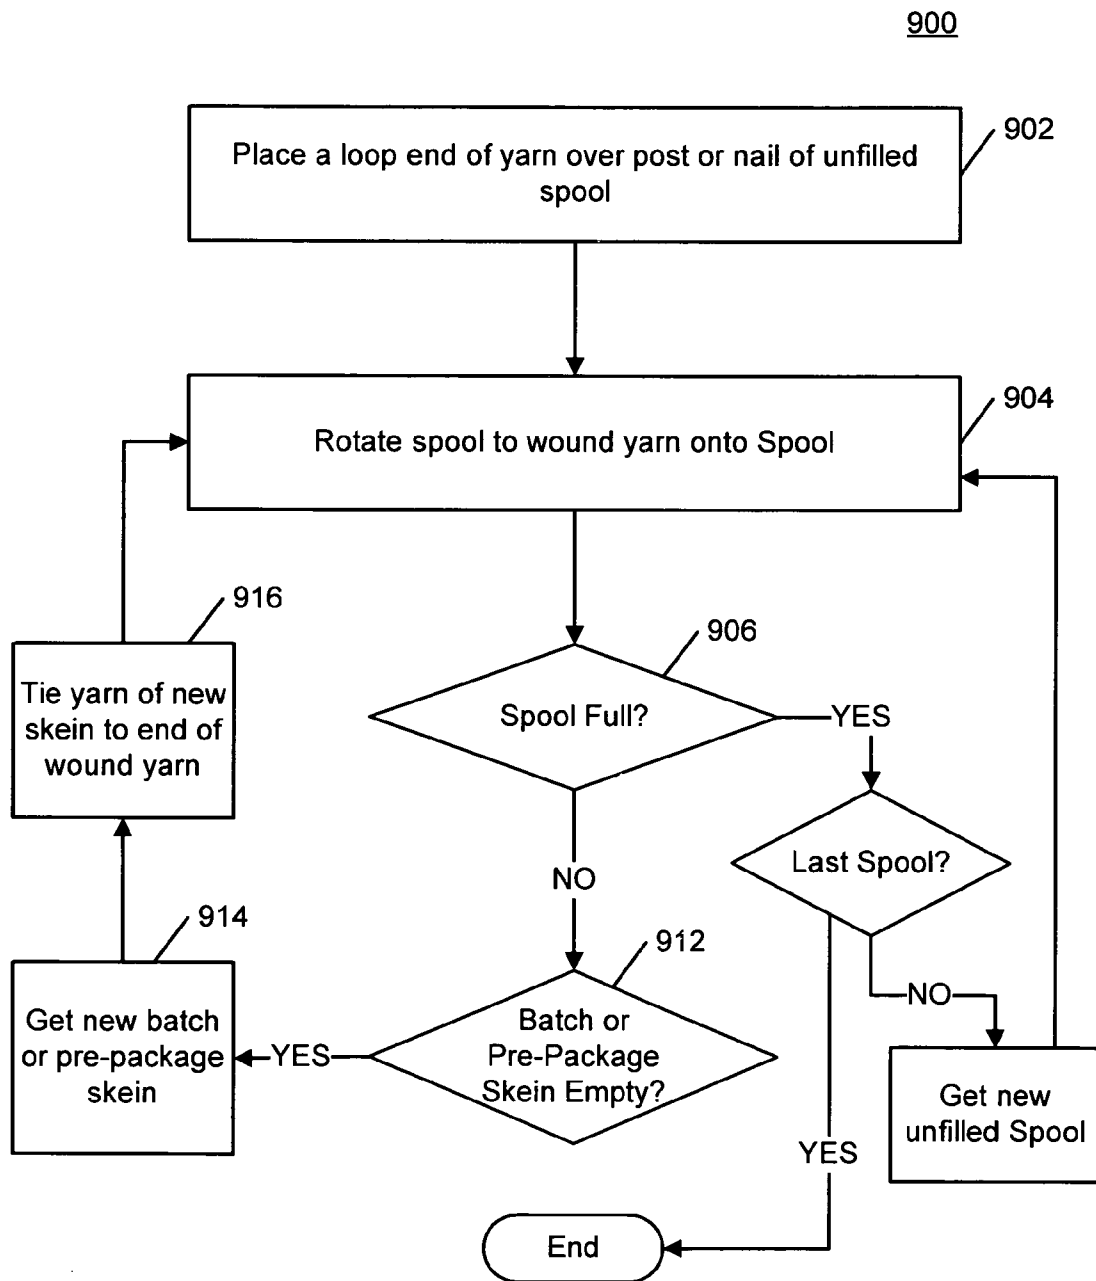 900
Place a loop end of yarn over post or nail of unfilled
spool
902
Rotate spool to wound yarn onto Spool
904
916
Tie yarn of new
skein to end of
wound yarn
906
Spool Full?
YES
Last Spool?
NO
914
Get new batch
or pre-package
skein
YES
912
Batch or
Pre-Package
Skein Empty?
NO
Get new
unfilled Spool
YES
End